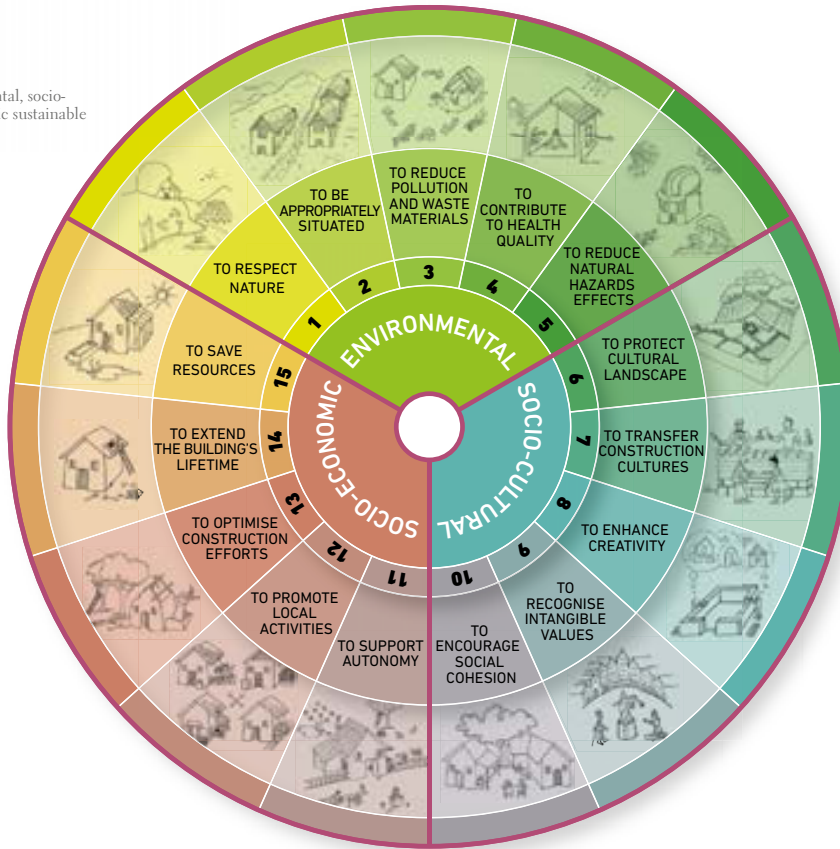 tal, socio-
c sustainable
ENVIRONMENTAL
SOCIO-CULTURAL
SOCIO-ECONOMIC
1
TO RESPECT
NATURE
2
TO BE
APPROPRIATELY
SITUATED
3
TO REDUCE
POLLUTION
AND WASTE
MATERIALS
4
TO
CONTRIBUTE
TO HEALTH
QUALITY
5
TO REDUCE
NATURAL
HAZARDS
EFFECTS
6
TO PROTECT
CULTURAL
LANDSCAPE
7
TO TRANSFER
CONSTRUCTION
CULTURES
8
TO ENHANCE
CREATIVITY
9
TO
RECOGNISE
INTANGIBLE
VALUES
10
TO
ENCOURAGE
SOCIAL
COHESION
11
TO SUPPORT
AUTONOMY
12
TO PROMOTE
LOCAL
ACTIVITIES
13
TO OPTIMISE
CONSTRUCTION
EFFORTS
14
TO EXTEND
THE BUILDING'S
LIFETIME
15
TO SAVE
RESOURCES